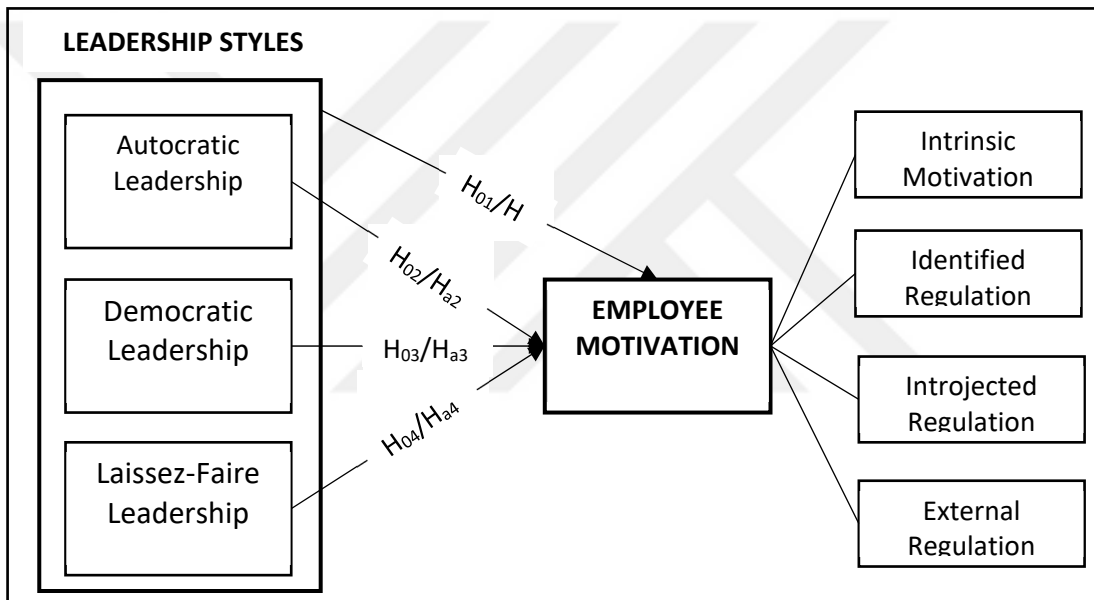 LEADERSHIP STYLES
Autocratic
Leadership
Democratic
Leadership
Laissez-Faire
Leadership
H₀₁/H
H₀₂/Hₐ₂
H₀₃/Hₐ₃
H₀₄/Hₐ₄
EMPLOYEE
MOTIVATION
Intrinsic
Motivation
Identified
Regulation
Introjected
Regulation
External
Regulation